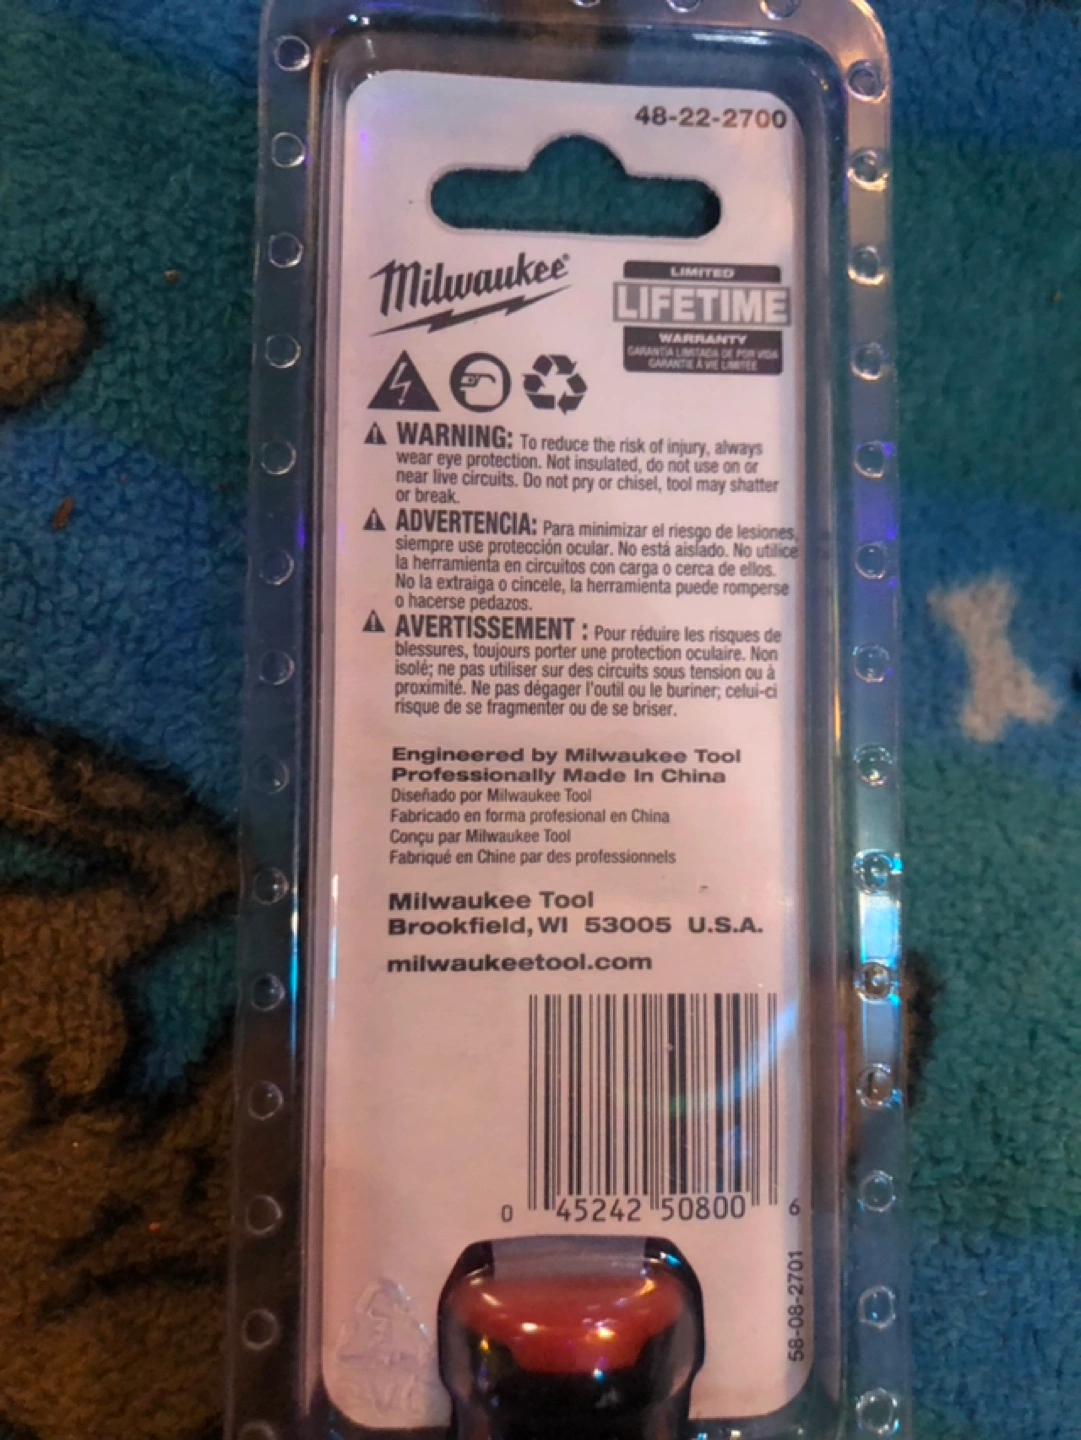 48-22-2700
Milwaukee®
LIMITED
LIFETIME
WARRANTY
GARANTÍA LIMITADA DE POR VIDA
GARANTIE À VIE LIMITÉE
WARNING: To reduce the risk of injury, always
wear eye protection. Not insulated, do not use on or
near live circuits. Do not pry or chisel, tool may shatter
or break.
ADVERTENCIA: Para minimizar el riesgo de lesiones,
siempre use protección ocular. No está aislado. No utilice
la herramienta en circuitos con carga o cerca de ellos.
No la extraiga o cincele, la herramienta puede romperse
o hacerse pedazos.
AVERTISSEMENT : Pour réduire les risques de
blessures, toujours porter une protection oculaire. Non
isolé; ne pas utiliser sur des circuits sous tension ou à
proximité. Ne pas dégager l'outil ou le buriner; celui-ci
risque de se fragmenter ou de se briser.
Engineered by Milwaukee Tool
Professionally Made In China
Diseñado por Milwaukee Tool
Fabricado en forma profesional en China
Conçu par Milwaukee Tool
Fabriqué en Chine par des professionnels
Milwaukee Tool
Brookfield, WI 53005 U.S.A.
milwaukeetool.com
0 45242 50800 6
58-08-2701